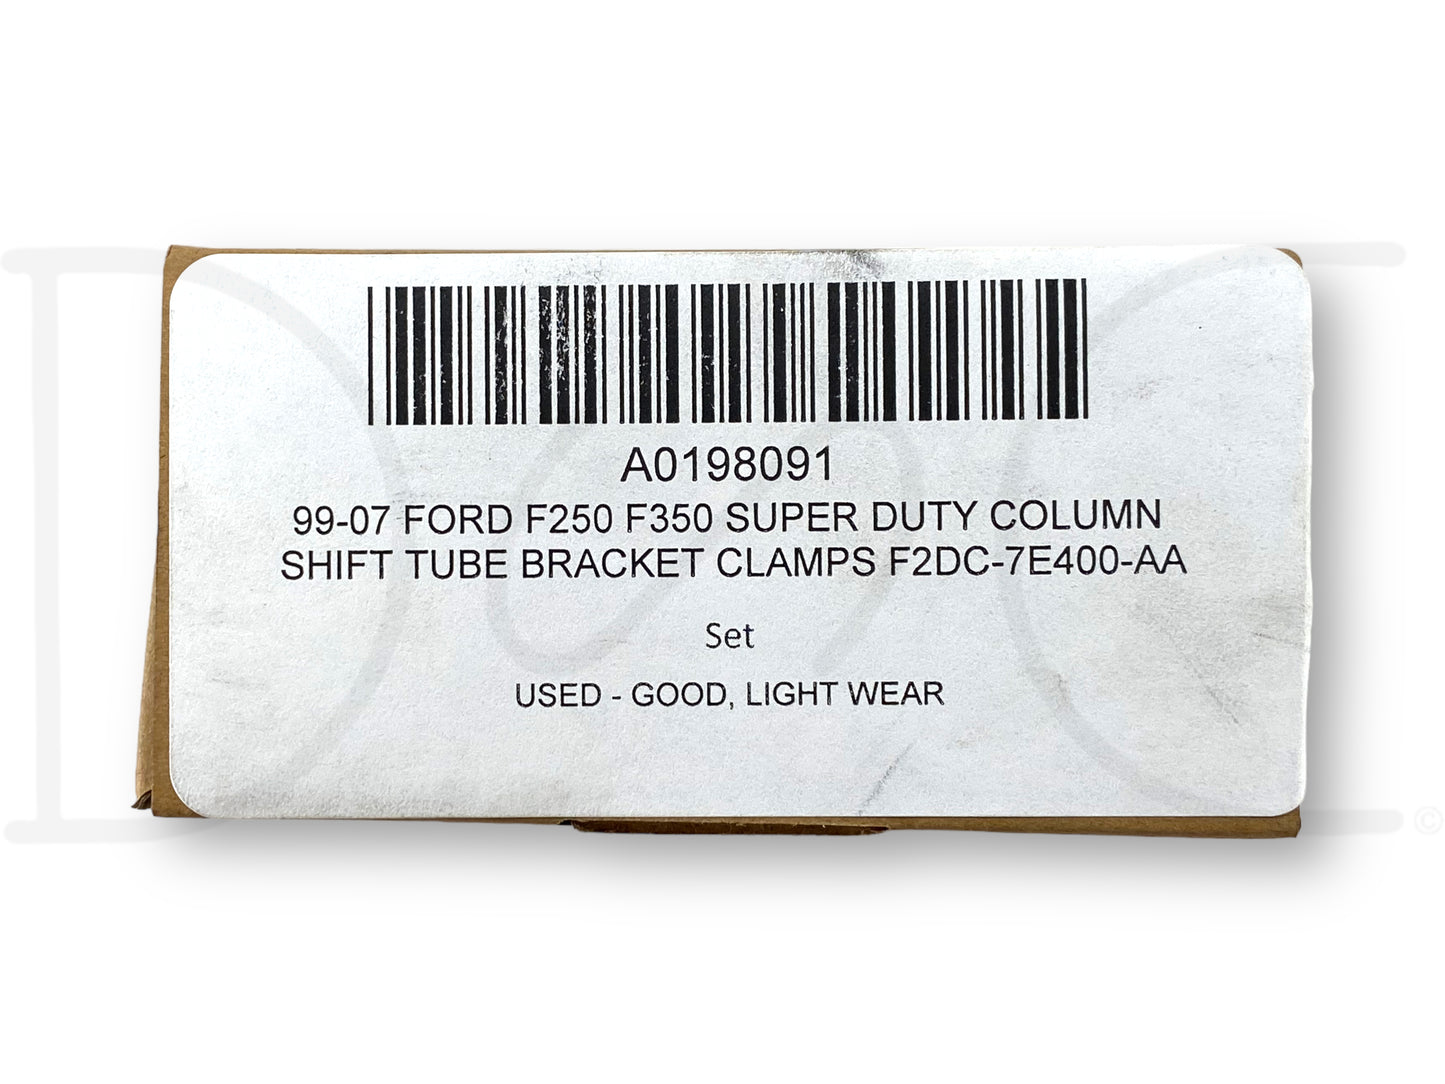 A0198091
99-07 FORD F250 F350 SUPER DUTY COLUMN
SHIFT TUBE BRACKET CLAMPS F2DC-7E400-AA
Set
USED - GOOD, LIGHT WEAR
©